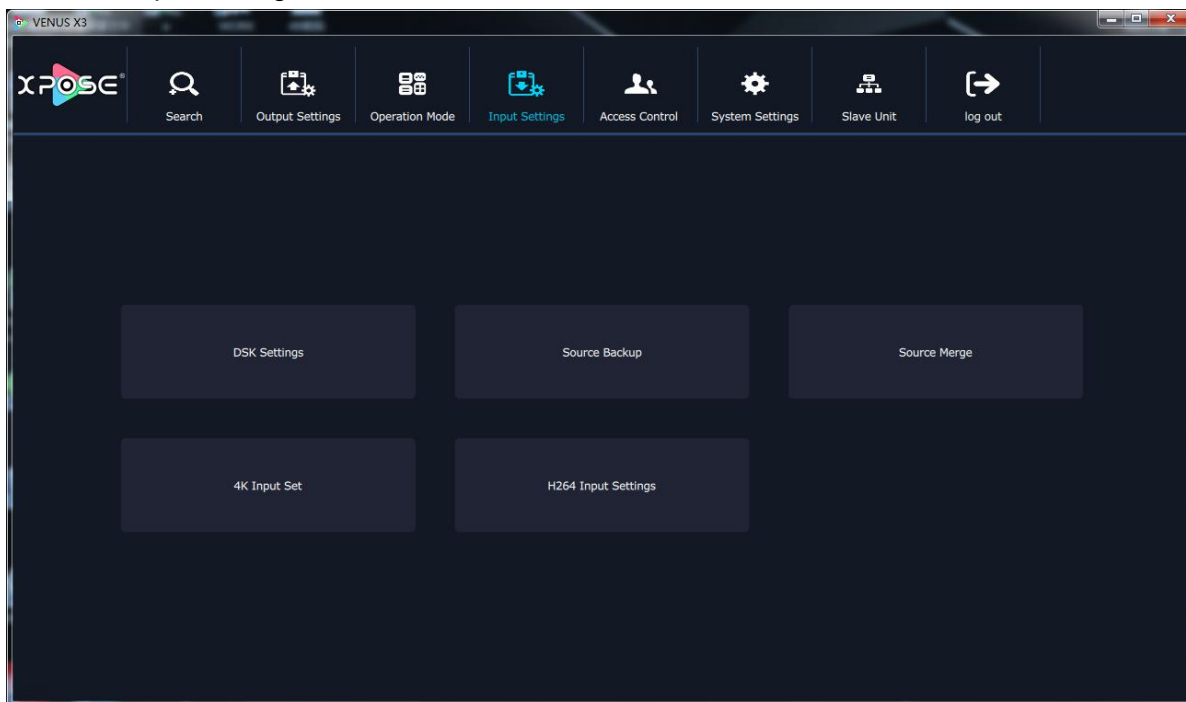 VENUS X3
XPOSE®
Search
Output Settings
Operation Mode
Input Settings
Access Control
System Settings
Slave Unit
log out
DSK Settings
Source Backup
Source Merge
4K Input Set
H264 Input Settings